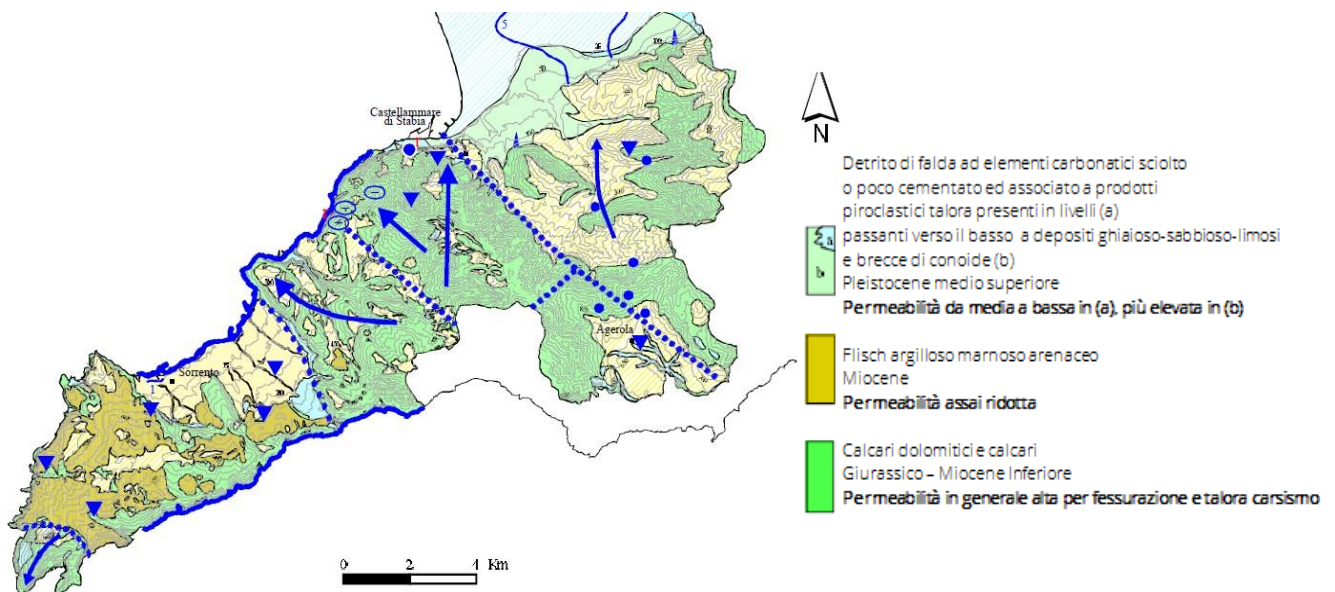 5
Castellammare
di Stabia
Agerola
Sorrento
1
0 2 4 Km
N
Detrito di falda ad elementi carbonatici sciolto
o poco cementato ed associato a prodotti
piroclastici talora presenti in livelli (a)
passanti verso il basso a depositi ghiaioso-sabbioso-limosi
e brecce di conoide (b)
Pleistocene medio superiore
Permeabilità da media a bassa in (a), più elevata in (b)
a
b
Flisch argilloso marnoso arenaceo
Miocene
Permeabilità assai ridotta
Calcari dolomitici e calcari
Giurassico – Miocene Inferiore
Permeabilità in generale alta per fessurazione e talora carsismo